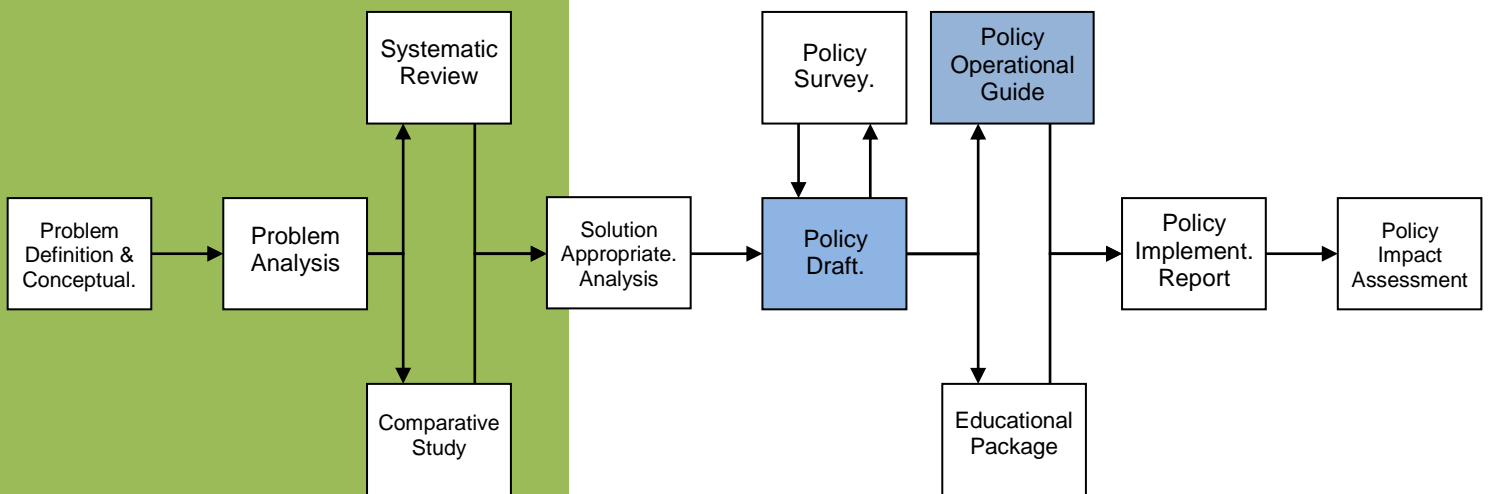 Problem
Definition &
Conceptual.
Problem
Analysis
Systematic
Review
Comparative
Study
Solution
Appropriate.
Analysis
Policy
Survey.
Policy
Draft.
Policy
Operational
Guide
Educational
Package
Policy
Implement.
Report
Policy
Impact
Assessment